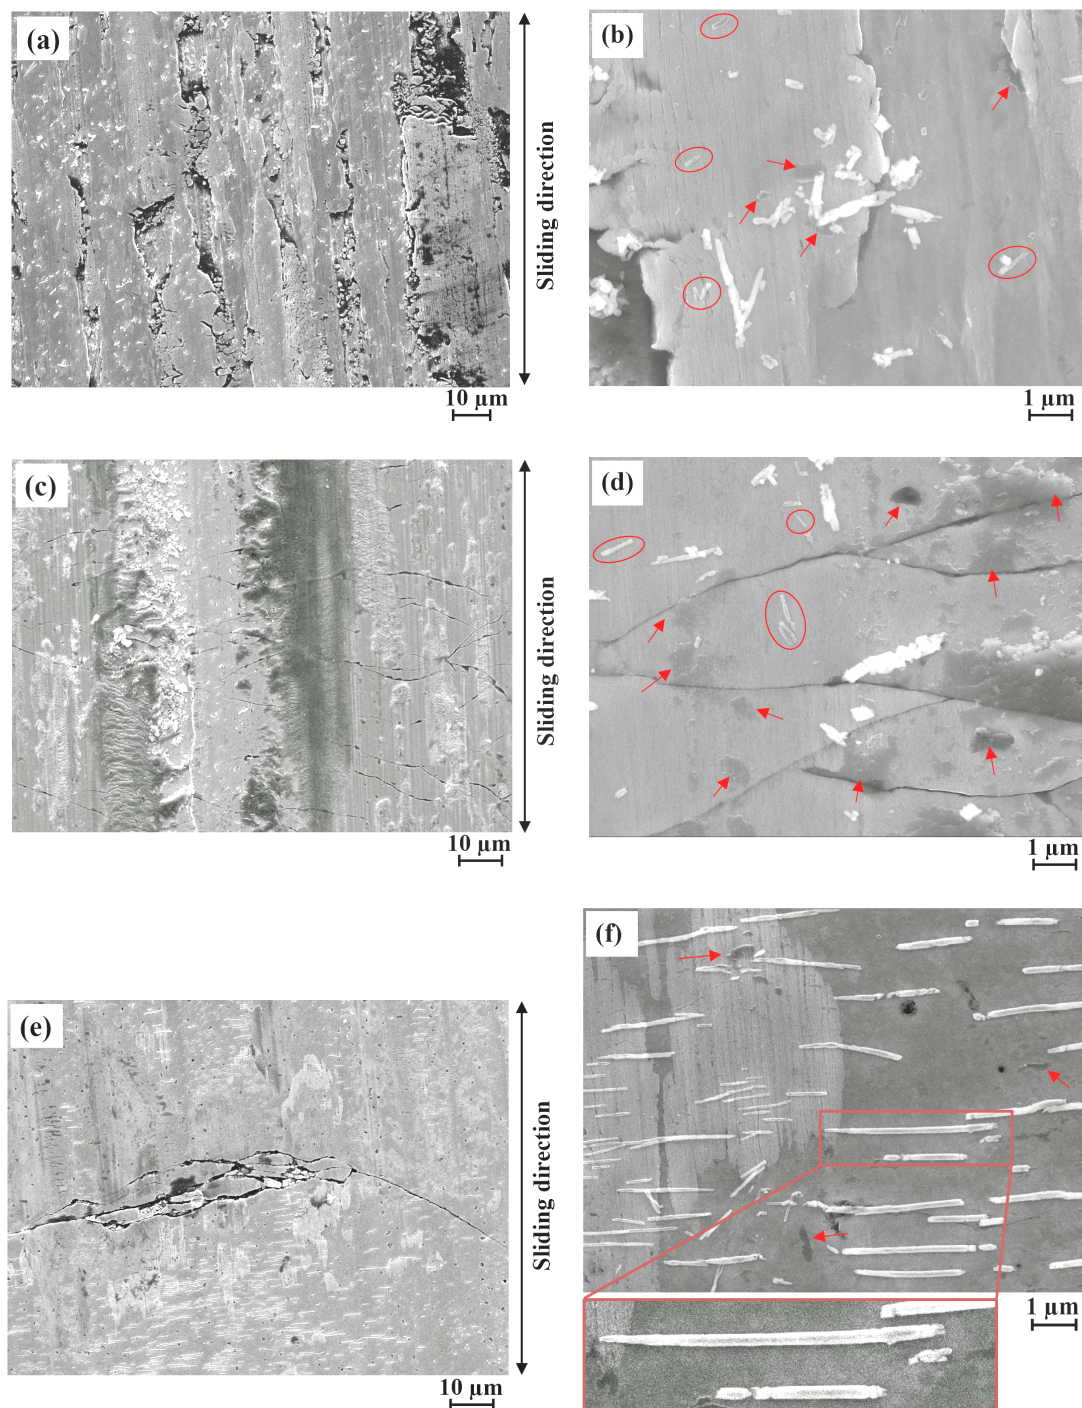 (a)
Sliding direction
10 µm
(b)
1 µm
(c)
Sliding direction
10 µm
(d)
1 µm
(e)
Sliding direction
10 µm
(f)
1 µm